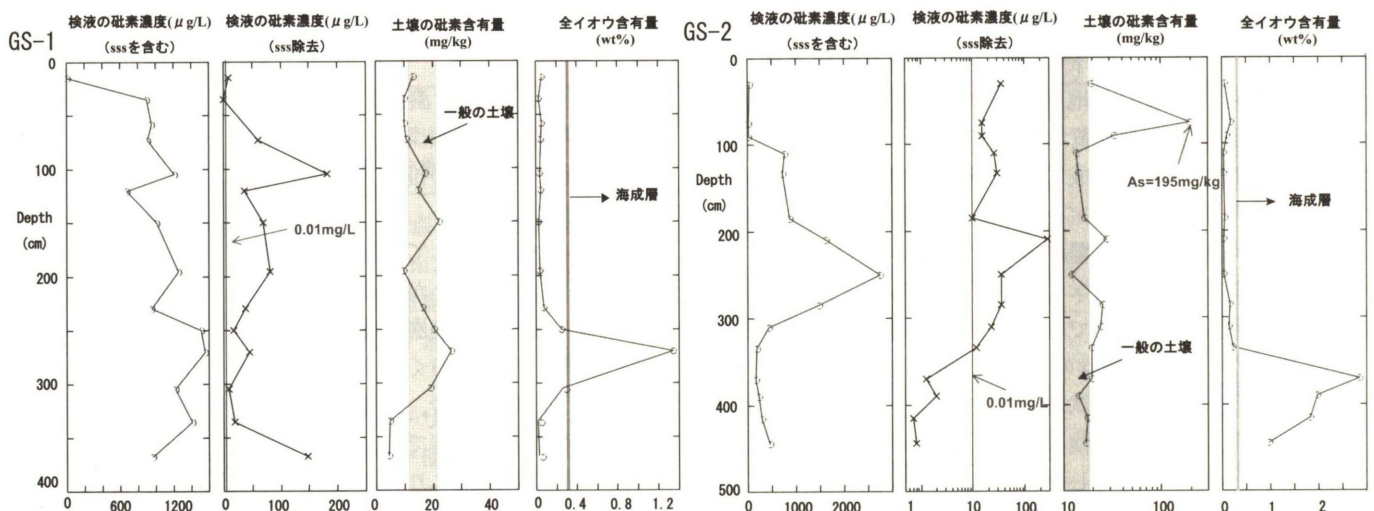 GS-1
検液の砒素濃度(μg/L)
(sssを含む)
検液の砒素濃度(μg/L)
(sss除去)
土壌の砒素含有量
(mg/kg)
全イオウ含有量
(wt%)
0
100
Depth
(cm)
200
300
400
0.01mg/L
一般の土壌
海成層
0 600 1200
0 100 200
0 20 40
0 0.4 0.8 1.2
GS-2
検液の砒素濃度(μg/L)
(sssを含む)
検液の砒素濃度(μg/L)
(sss除去)
土壌の砒素含有量
(mg/kg)
全イオウ含有量
(wt%)
0
100
Depth
(cm)
200
300
400
500
As=195mg/kg
海成層
一般の土壌
0.01mg/L
0 1000 2000
1 10 100
10 100
0 1 2